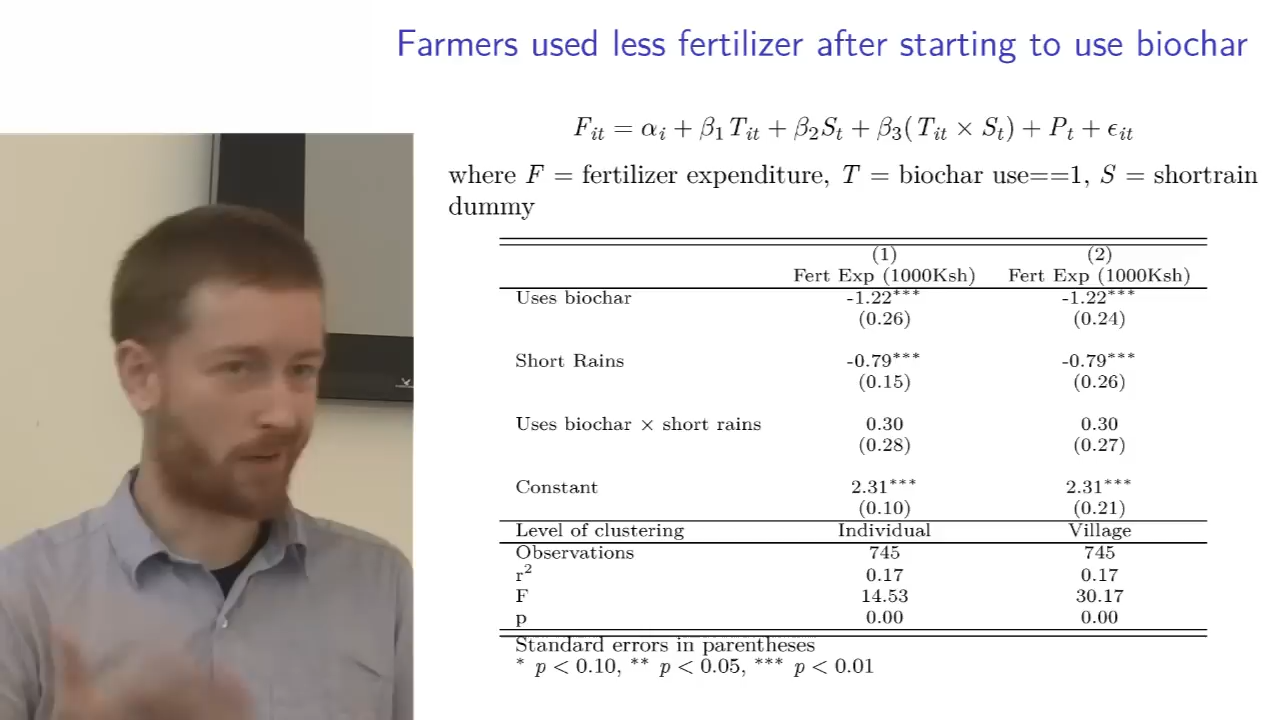 Farmers used less fertilizer after starting to use biochar
F_it = α_i + β_1 T_it + β_2 S_t + β_3(T_it × S_t) + P_t + ϵ_it
where F = fertilizer expenditure, T = biochar use==1, S = shortrain
dummy
(1) (2)
Fert Exp (1000Ksh) Fert Exp (1000Ksh)
Uses biochar -1.22*** -1.22***
(0.26) (0.24)
Short Rains -0.79*** -0.79***
(0.15) (0.26)
Uses biochar × short rains 0.30 0.30
(0.28) (0.27)
Constant 2.31*** 2.31***
(0.10) (0.21)
Level of clustering Individual Village
Observations 745 745
r² 0.17 0.17
F 14.53 30.17
p 0.00 0.00
Standard errors in parentheses
* p < 0.10, ** p < 0.05, *** p < 0.01